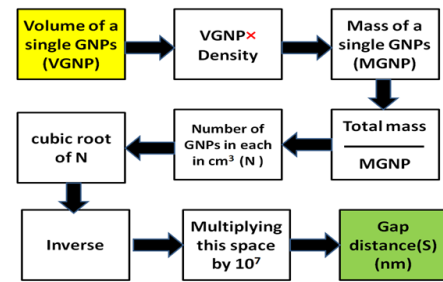 Volume of a
single GNPs
(VGNP)
VGNP×
Density
Mass of a
single GNPs
(MGNP)
Total mass
MGNP
Number of
GNPs in each
in cm³ (N )
cubic root
of N
Inverse
Multiplying
this space
by 10⁷
Gap
distance(S)
(nm)